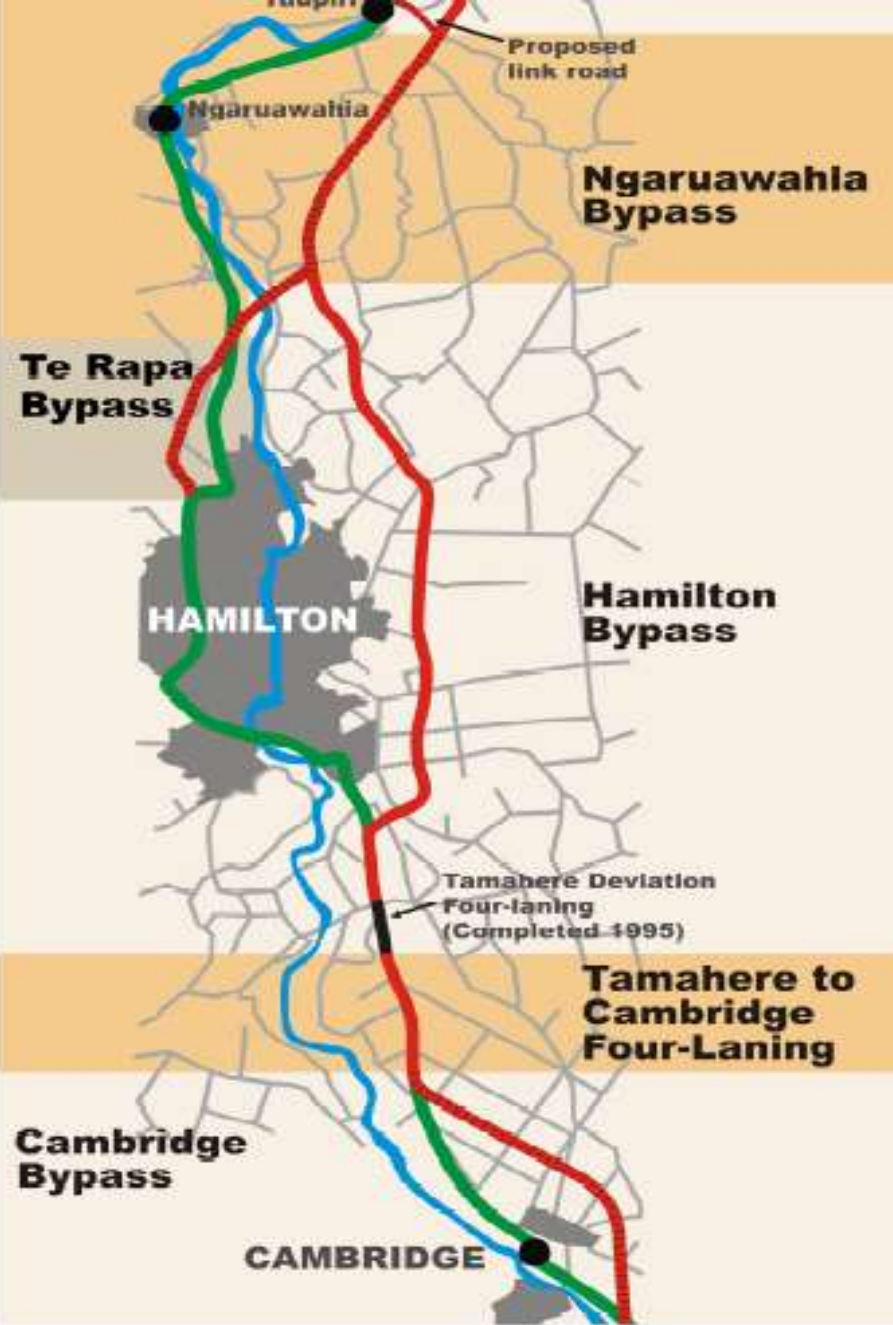 Proposed
link road
Ngaruawahia
Ngaruawahia
Bypass
Te Rapa
Bypass
HAMILTON
Hamilton
Bypass
Tamahere Deviation
Four-laning
(Completed 1995)
Tamahere to
Cambridge
Four-Laning
Cambridge
Bypass
CAMBRIDGE